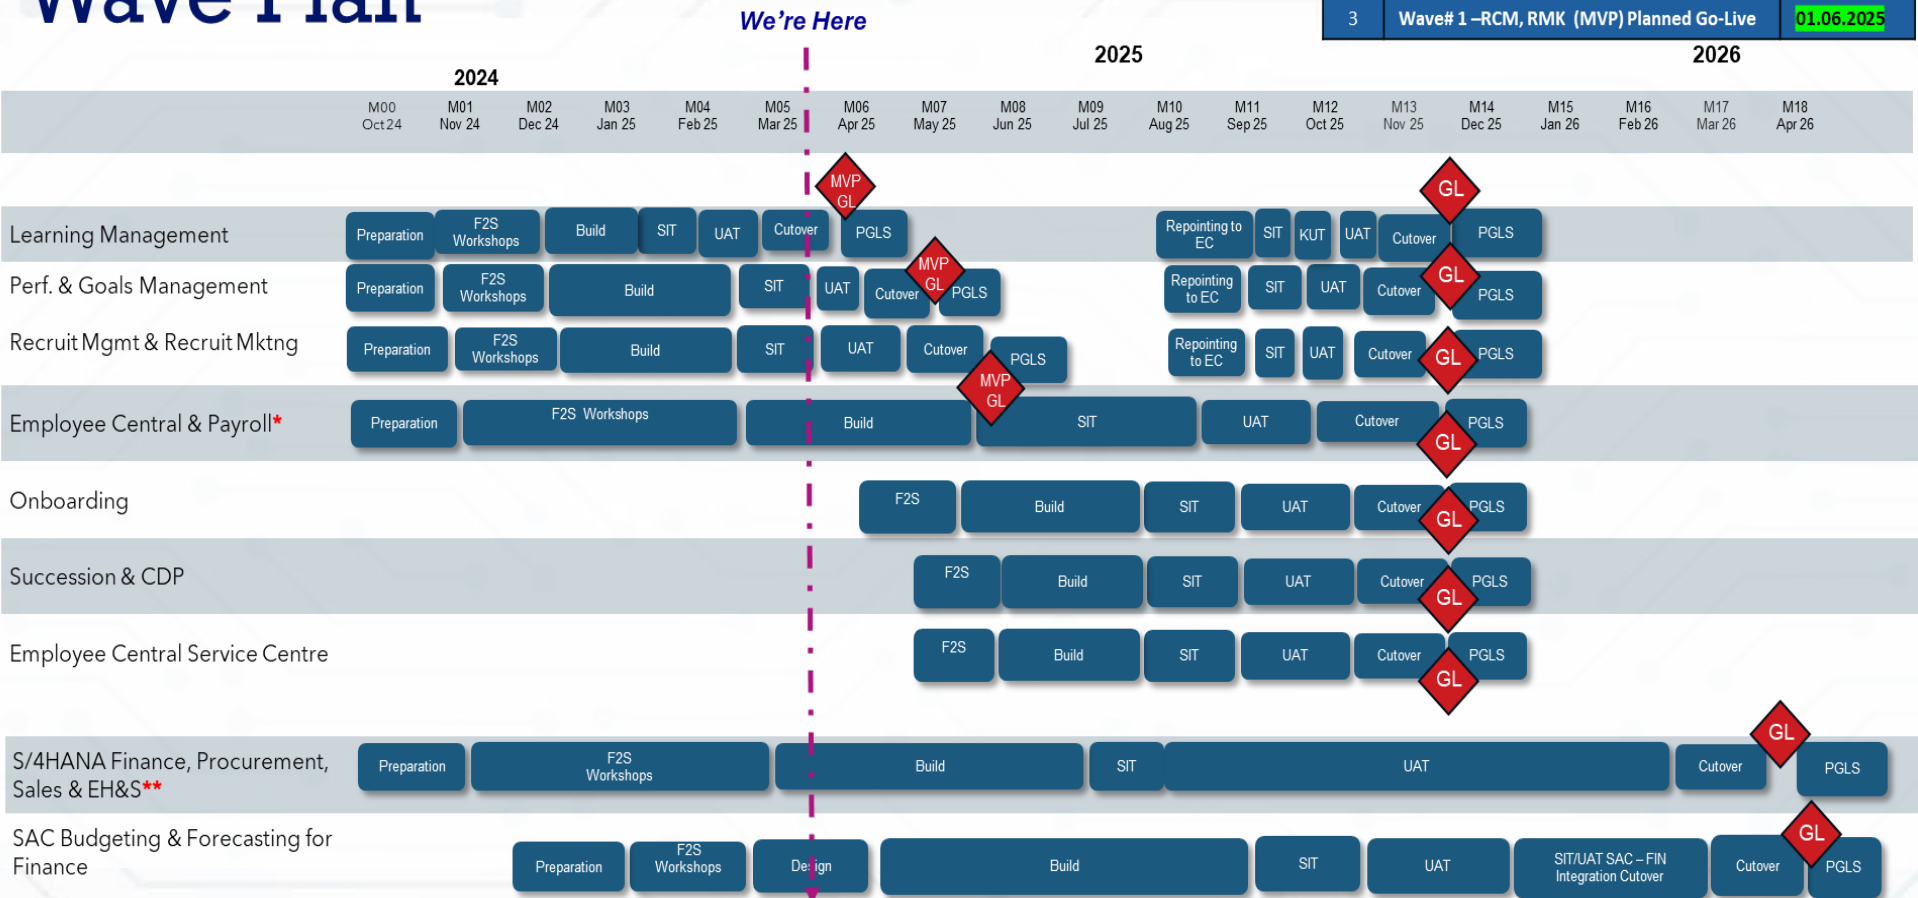 Wave Plan
We're Here
3 Wave# 1 –RCM, RMK (MVP) Planned Go-Live 01.06.2025
2024
2025
2026
M00 M01 M02 M03 M04 M05 M06 M07 M08 M09 M10 M11 M12 M13 M14 M15 M16 M17 M18
Oct 24 Nov 24 Dec 24 Jan 25 Feb 25 Mar 25 Apr 25 May 25 Jun 25 Jul 25 Aug 25 Sep 25 Oct 25 Nov 25 Dec 25 Jan 26 Feb 26 Mar 26 Apr 26
MVP
GL
GL
Learning Management
Preparation
F2S
Workshops
Build
SIT
UAT
Cutover
PGLS
Repointing to
EC
SIT
KUT
UAT
Cutover
PGLS
Perf. & Goals Management
Preparation
F2S
Workshops
Build
SIT
UAT
Cutover
MVP
GL
PGLS
Repointing
to EC
SIT
UAT
Cutover
GL
PGLS
Recruit Mgmt & Recruit Mktng
Preparation
F2S
Workshops
Build
SIT
UAT
Cutover
MVP
GL
PGLS
Repointing
to EC
SIT
UAT
Cutover
GL
PGLS
Employee Central & Payroll*
Preparation
F2S Workshops
Build
SIT
UAT
Cutover
GL
PGLS
Onboarding
F2S
Build
SIT
UAT
Cutover
GL
PGLS
Succession & CDP
F2S
Build
SIT
UAT
Cutover
GL
PGLS
Employee Central Service Centre
F2S
Build
SIT
UAT
Cutover
GL
PGLS
S/4HANA Finance, Procurement,
Sales & EH&S**
Preparation
F2S
Workshops
Build
SIT
UAT
Cutover
GL
PGLS
SAC Budgeting & Forecasting for
Finance
Preparation
F2S
Workshops
Design
Build
SIT
UAT
SIT/UAT SAC – FIN
Integration Cutover
Cutover
GL
PGLS